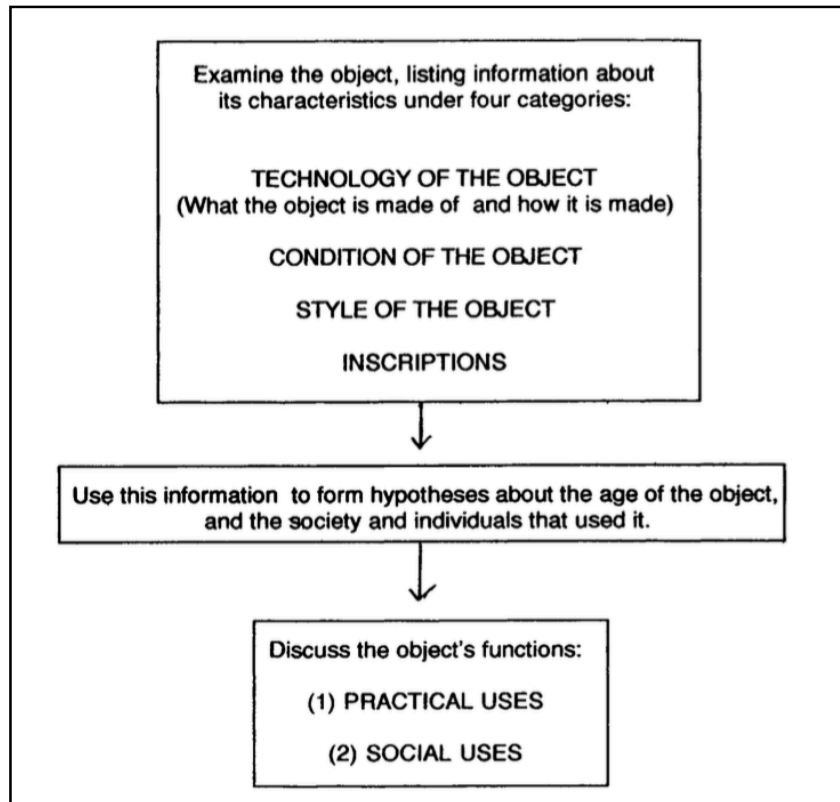 Examine the object, listing information about
its characteristics under four categories:
TECHNOLOGY OF THE OBJECT
(What the object is made of and how it is made)
CONDITION OF THE OBJECT
STYLE OF THE OBJECT
INSCRIPTIONS
Use this information to form hypotheses about the age of the object,
and the society and individuals that used it.
Discuss the object's functions:
(1) PRACTICAL USES
(2) SOCIAL USES